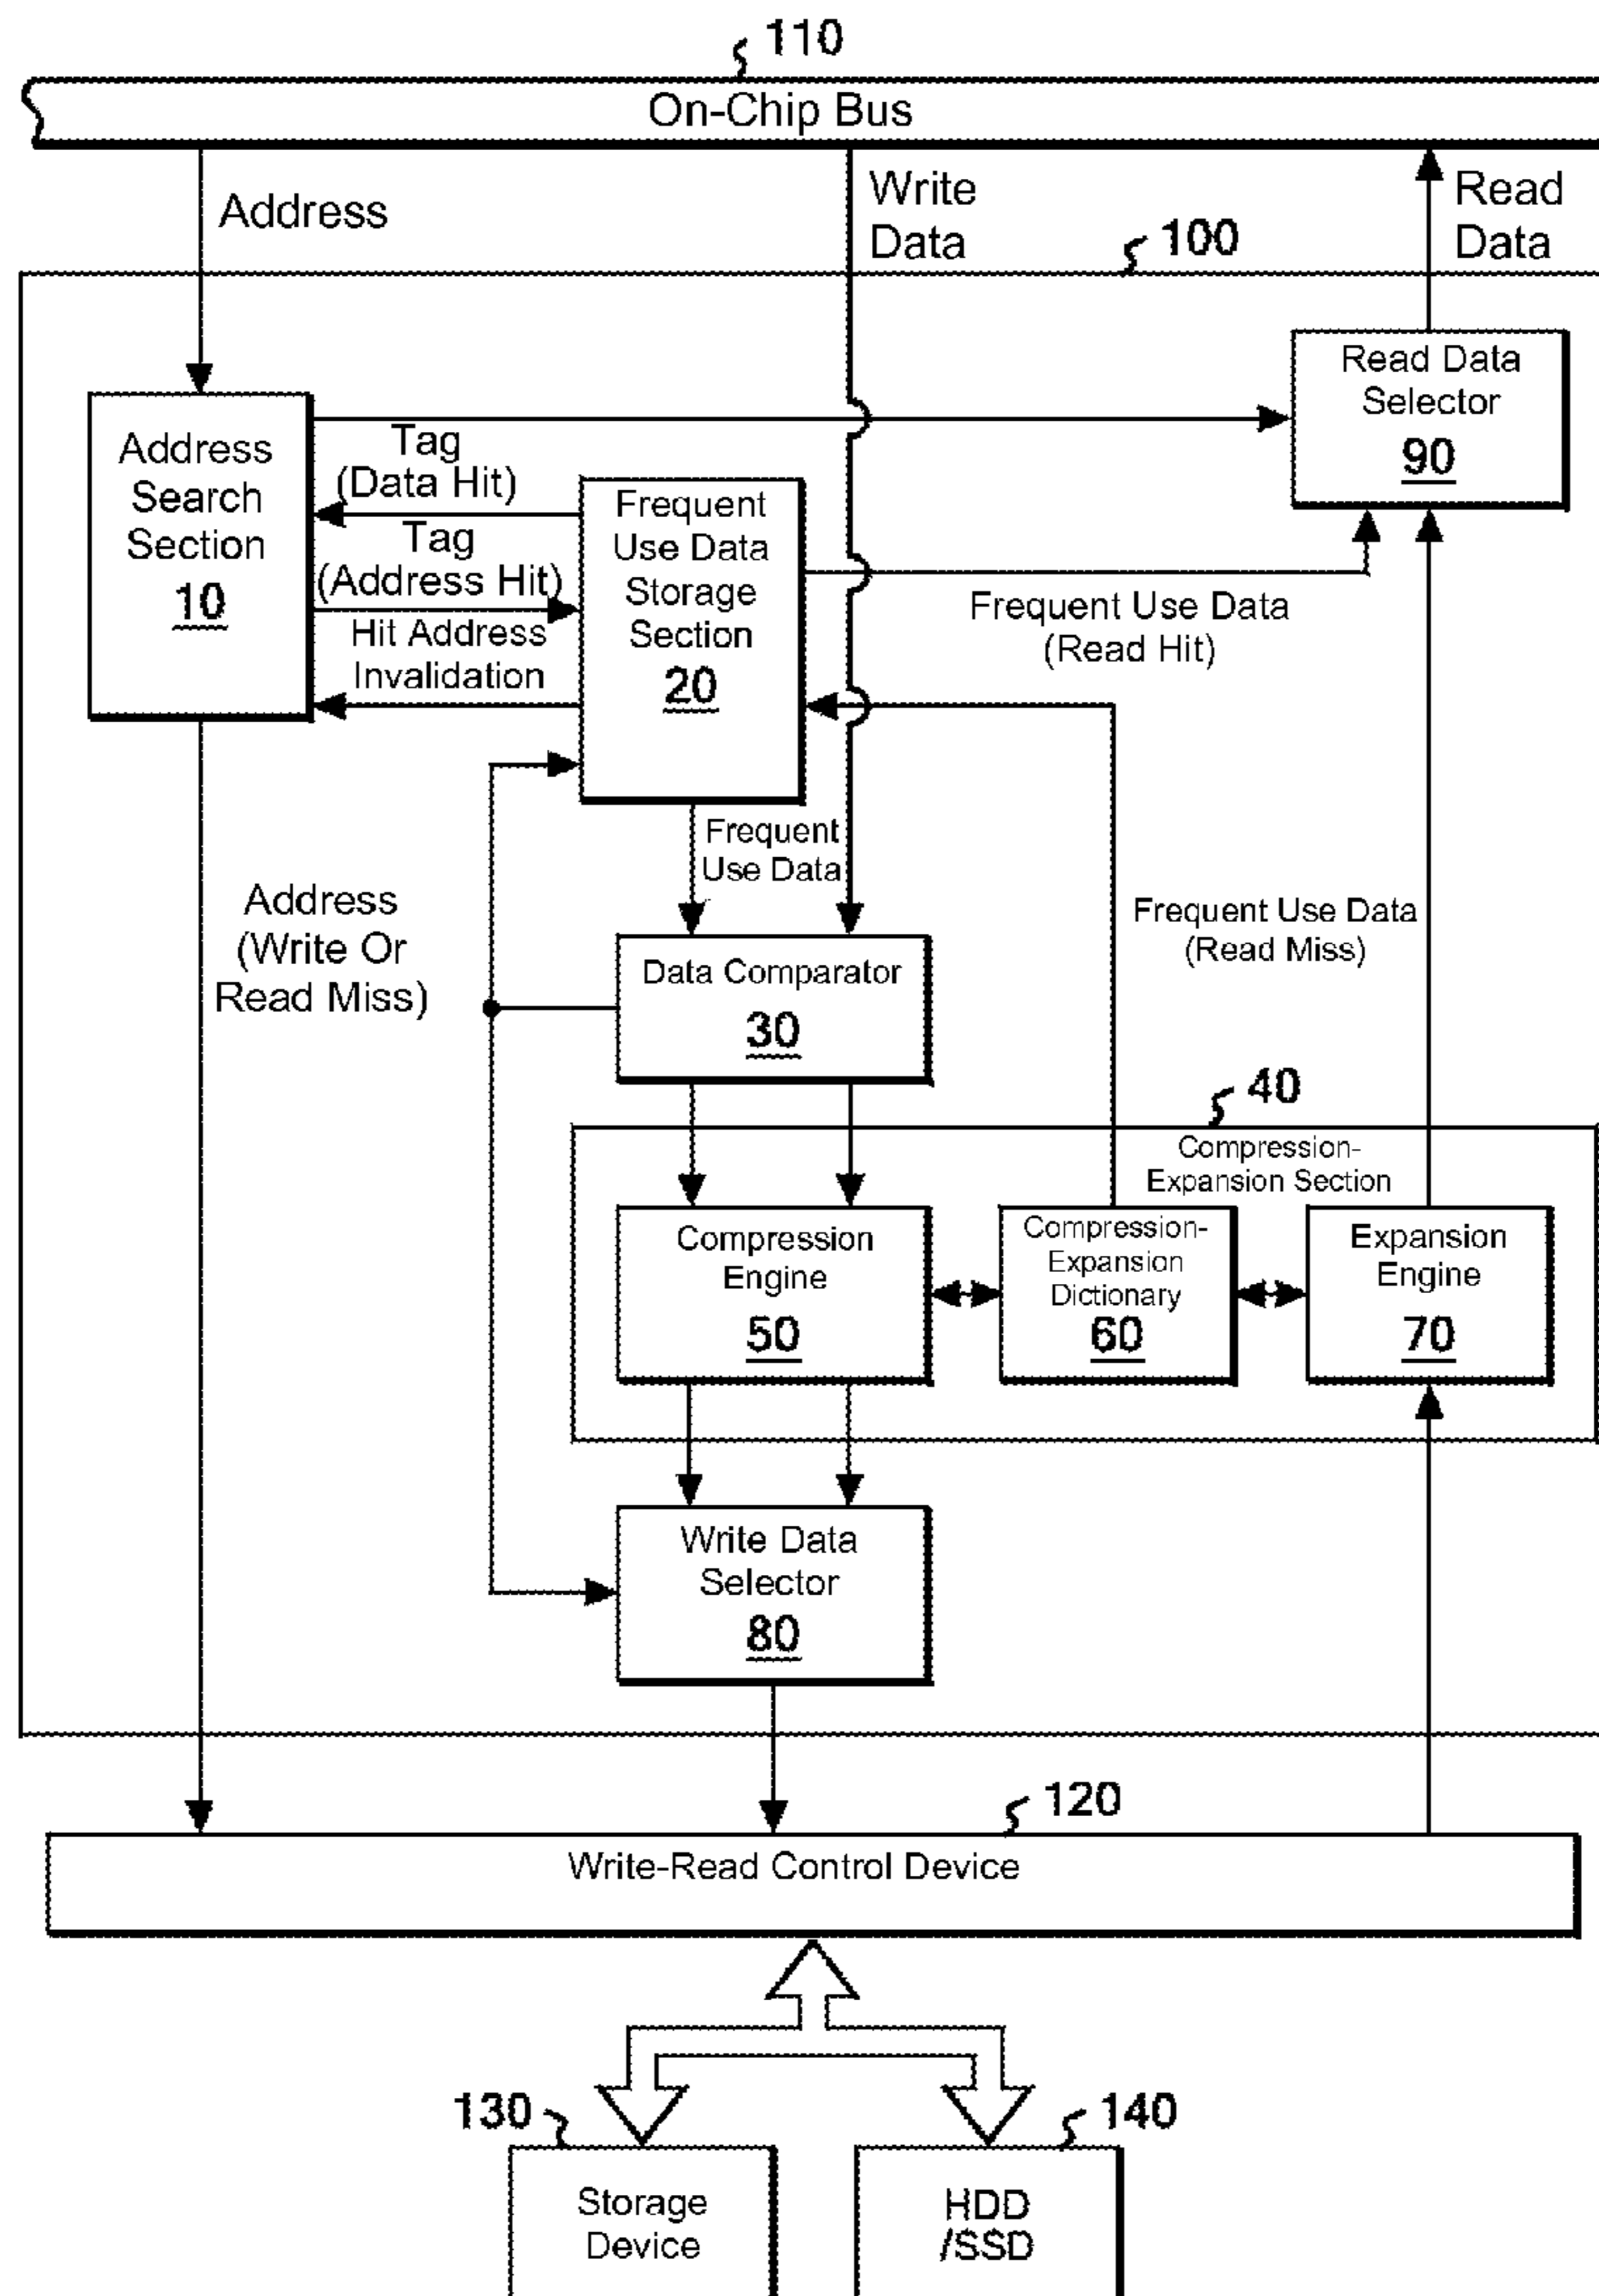 110
On-Chip Bus
Address
Write
Data
Read
Data
100
Read Data
Selector
90
Address
Search
Section
10
Tag
(Data Hit)
Tag
(Address Hit)
Hit Address
Invalidation
Frequent
Use Data
Storage
Section
20
Frequent Use Data
(Read Hit)
Frequent
Use Data
Address
(Write Or
Read Miss)
Frequent Use Data
(Read Miss)
Data Comparator
30
40
Compression-
Expansion Section
Compression
Engine
50
Compression-
Expansion
Dictionary
60
Expansion
Engine
70
Write Data
Selector
80
120
Write-Read Control Device
130
140
Storage
Device
HDD
/SSD